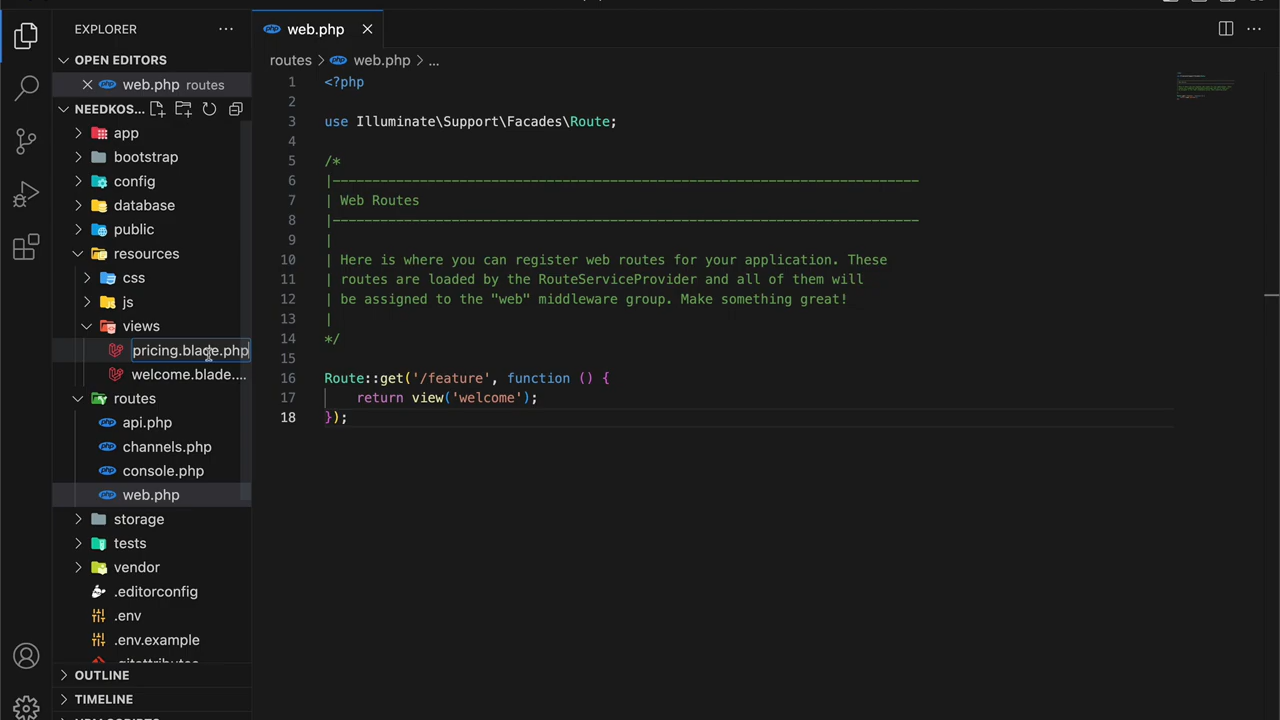 EXPLORER
OPEN EDITORS
web.php routes
NEEDKOS...
app
bootstrap
config
database
public
resources
css
js
views
pricing.blade.php
welcome.blade....
routes
api.php
channels.php
console.php
web.php
storage
tests
vendor
.editorconfig
.env
.env.example
.gitattributes
OUTLINE
TIMELINE
web.php
routes > web.php > ...
1 <?php
2
3 use Illuminate\Support\Facades\Route;
4
5 /*
6 |--------------------------------------------------------------------------
7 | Web Routes
8 |--------------------------------------------------------------------------
9 |
10 | Here is where you can register web routes for your application. These
11 | routes are loaded by the RouteServiceProvider and all of them will
12 | be assigned to the "web" middleware group. Make something great!
13 |
14 */
15
16 Route::get('/feature', function () {
17     return view('welcome');
18 });